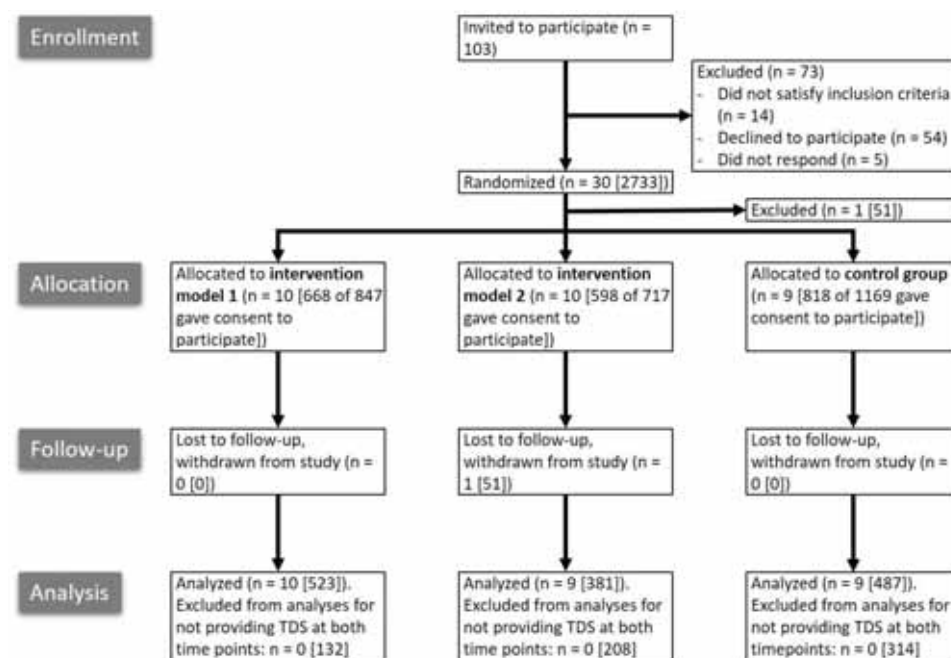 Enrollment
Invited to participate (n =
103)
Excluded (n = 73)
- Did not satisfy inclusion criteria
(n = 14)
- Declined to participate (n = 54)
- Did not respond (n = 5)
Randomized (n = 30 [2733])
Excluded (n = 1 [51])
Allocation
Allocated to intervention
model 1 (n = 10 [668 of 847
gave consent to
participate])
Allocated to intervention
model 2 (n = 10 [598 of 717
gave consent to
participate])
Allocated to control group
(n = 9 [818 of 1169 gave
consent to participate])
Follow-up
Lost to follow-up,
withdrawn from study (n =
0 [0])
Lost to follow-up,
withdrawn from study (n =
1 [51])
Lost to follow-up,
withdrawn from study (n =
0 [0])
Analysis
Analyzed (n = 10 [523]).
Excluded from analyses for
not providing TDS at both
time points: n = 0 [132]
Analyzed (n = 9 [381]).
Excluded from analyses for
not providing TDS at both
time points: n = 0 [208]
Analyzed (n = 9 [487]).
Excluded from analyses for
not providing TDS at both
timepoints: n = 0 [314]